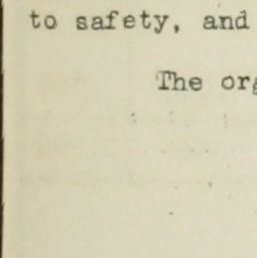 to safety, and
The org